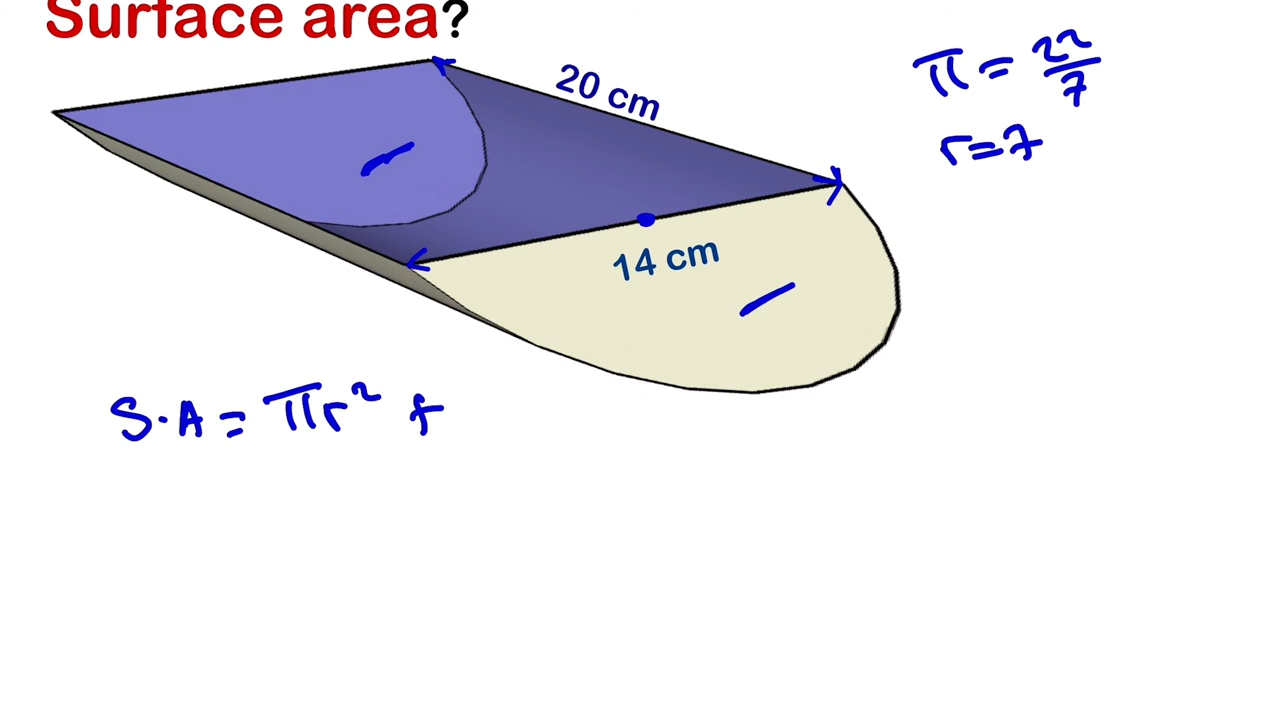 Surface area?
20 cm
π = 22/7
r = 7
14 cm
S.A = πr² +